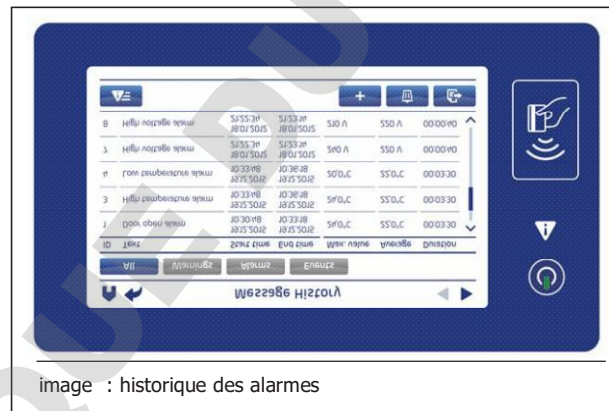 Message History
All Warnings Alarms Events
ID Text Start time End time Max. value Average Duration
1 Door open alarm 24,0°C 22,0°C 00:03:30
3 High temperature alarm 24,0°C 22,0°C 00:03:30
4 Low temperature alarm 20,0°C 22,0°C 00:03:30
7 High voltage alarm 240 V 220 V 00:00:40
8 High voltage alarm 210 V 220 V 00:00:40
image : historique des alarmes